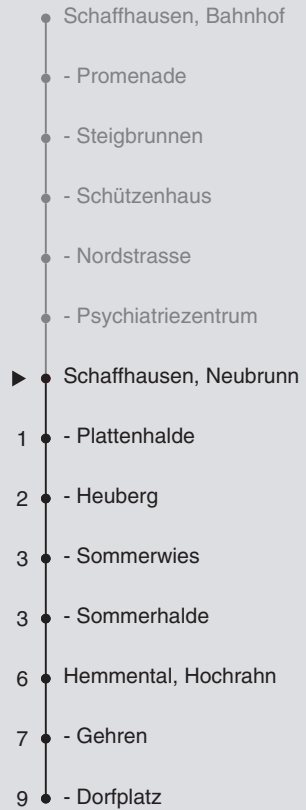 Schaffhausen, Bahnhof
- Promenade
- Steigbrunnen
- Schützenhaus
- Nordstrasse
- Psychiatriezentrum
Schaffhausen, Neubrunn
1 - Plattenhalde
2 - Heuberg
3 - Sommerwies
3 - Sommerhalde
6 Hemmental, Hochrahn
7 - Gehren
9 - Dorfplatz